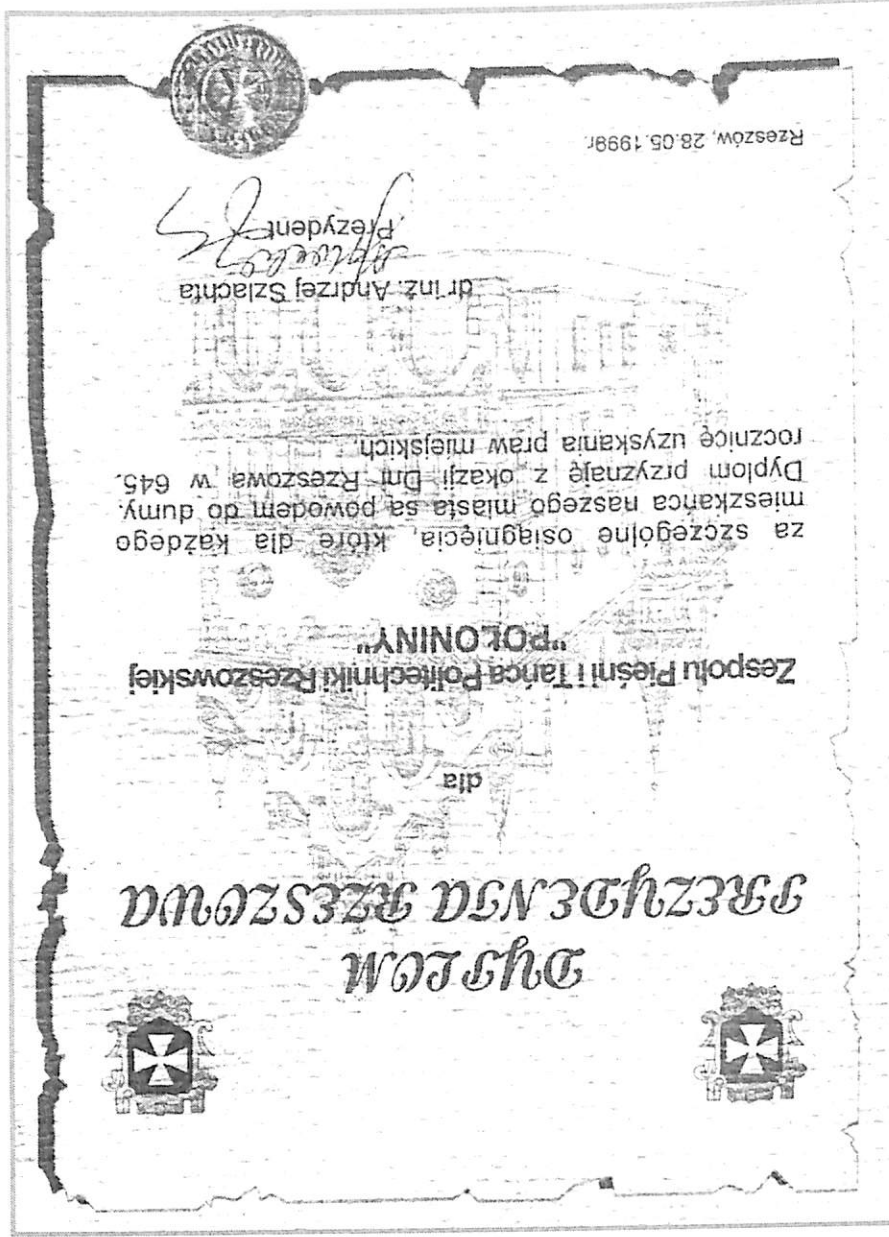 DYPLOM
PREZYDENTA RZESZOWA
dla
Zespołu Pieśni i Tańca Politechniki Rzeszowskiej
"POŁONINY"
za szczególne osiągnięcia, które dla każdego
mieszkańca naszego miasta są powodem do dumy.
Dyplom przyznaję z okazji Dni Rzeszowa w 645.
rocznicę uzyskania praw miejskich.
dr inż. Andrzej Szlachta
Prezydent
Rzeszów, 28.05.1999r.